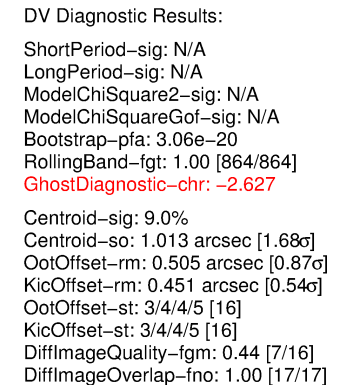 DV Diagnostic Results:
ShortPeriod−sig: N/A
LongPeriod−sig: N/A
ModelChiSquare2−sig: N/A
ModelChiSquareGof−sig: N/A
Bootstrap−pfa: 3.06e−20
RollingBand−fgt: 1.00 [864/864]
GhostDiagnostic−chr: −2.627
Centroid−sig: 9.0%
Centroid−so: 1.013 arcsec [1.68σ]
OotOffset−rm: 0.505 arcsec [0.87σ]
KicOffset−rm: 0.451 arcsec [0.54σ]
OotOffset−st: 3/4/4/5 [16]
KicOffset−st: 3/4/4/5 [16]
DiffImageQuality−fgm: 0.44 [7/16]
DiffImageOverlap−fno: 1.00 [17/17]